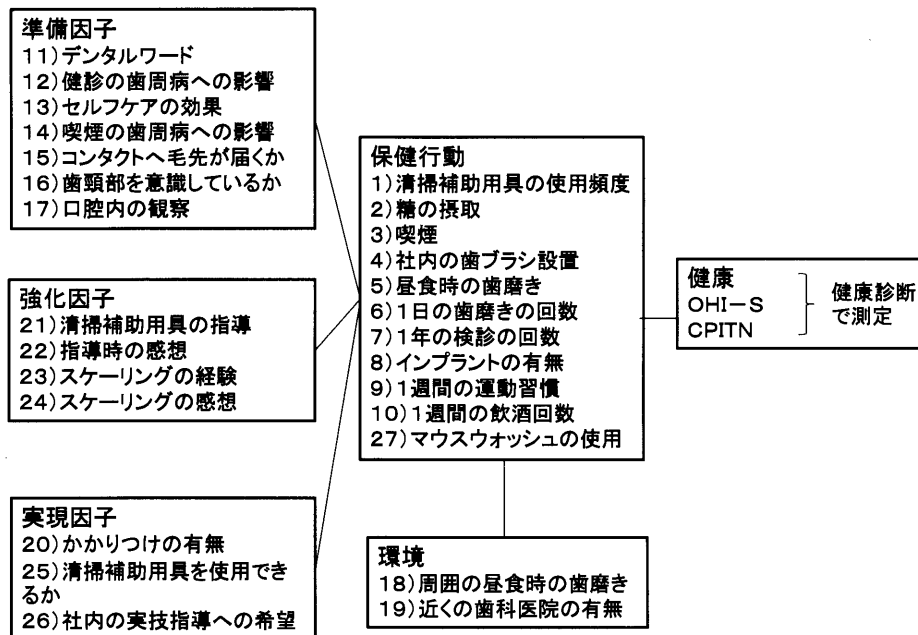 準備因子
11)デンタルワード
12)健診の歯周病への影響
13)セルフケアの効果
14)喫煙の歯周病への影響
15)コンタクトへ毛先が届くか
16)歯頸部を意識しているか
17)口腔内の観察
強化因子
21)清掃補助用具の指導
22)指導時の感想
23)スケーリングの経験
24)スケーリングの感想
実現因子
20)かかりつけの有無
25)清掃補助用具を使用でき
るか
26)社内の実技指導への希望
保健行動
1)清掃補助用具の使用頻度
2)糖の摂取
3)喫煙
4)社内の歯ブラシ設置
5)昼食時の歯磨き
6)1日の歯磨きの回数
7)1年の検診の回数
8)インプラントの有無
9)1週間の運動習慣
10)1週間の飲酒回数
27)マウスウォッシュの使用
環境
18)周囲の昼食時の歯磨き
19)近くの歯科医院の有無
健康
OHI-S
CPITN
健康診断
で測定